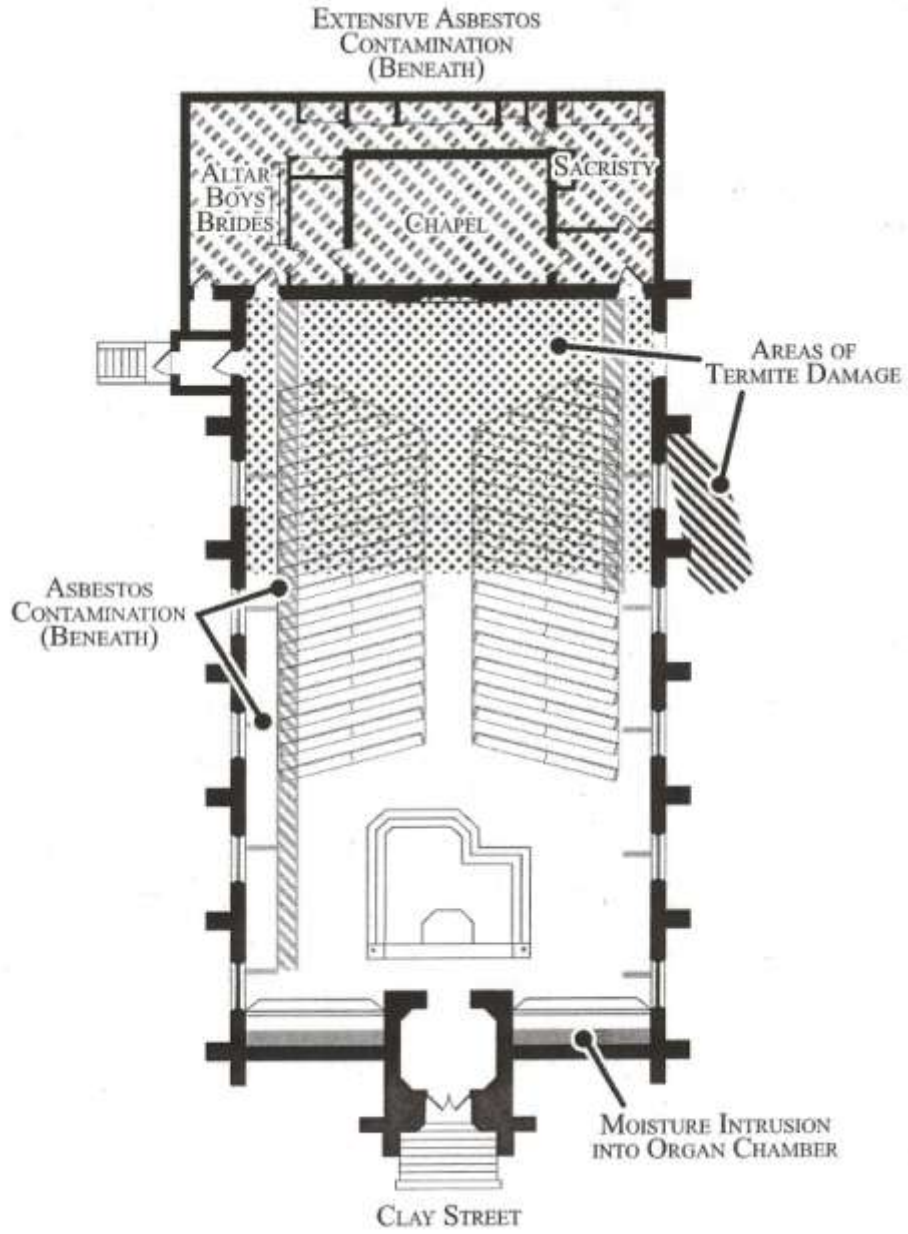 EXTENSIVE ASBESTOS
CONTAMINATION
(BENEATH)
ALTAR
BOYS
BRIDES
CHAPEL
SACRISTY
AREAS OF
TERMITE DAMAGE
ASBESTOS
CONTAMINATION
(BENEATH)
MOISTURE INTRUSION
INTO ORGAN CHAMBER
CLAY STREET